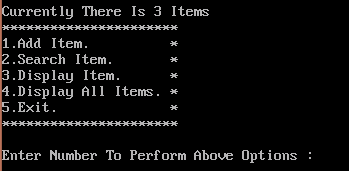 Currently There Is 3 Items
**********************
1.Add Item.          *
2.Search Item.       *
3.Display Item.      *
4.Display All Items. *
5.Exit.              *
**********************
Enter Number To Perform Above Options :